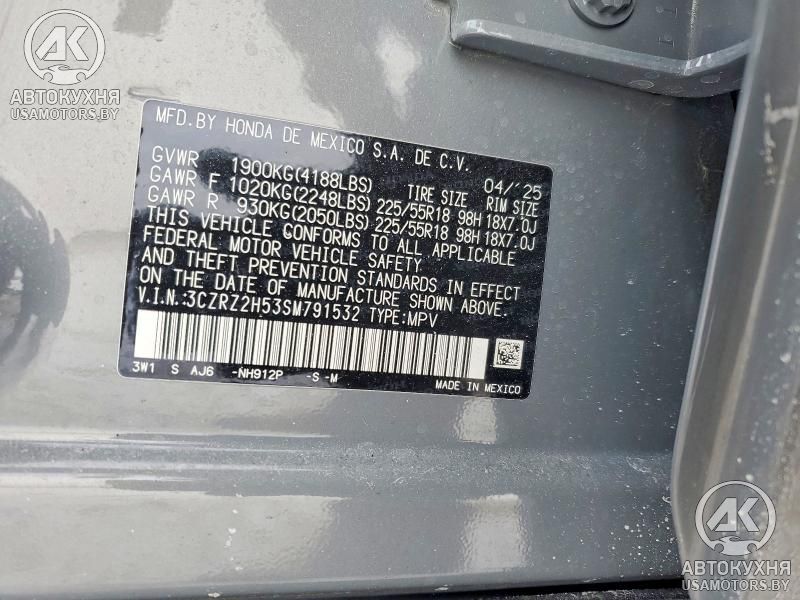 АК
АВТОКУХНЯ
USAMOTORS.BY
MFD.BY HONDA DE MEXICO S.A. DE C.V.
GVWR 1900KG(4188LBS) 04/'25
GAWR F 1020KG(2248LBS) TIRE SIZE RIM SIZE
225/55R18 98H 18X7.0J
GAWR R 930KG(2050LBS) 225/55R18 98H 18X7.0J
THIS VEHICLE CONFORMS TO ALL APPLICABLE
FEDERAL MOTOR VEHICLE SAFETY
AND THEFT PREVENTION STANDARDS IN EFFECT
ON THE DATE OF MANUFACTURE SHOWN ABOVE.
V.I.N.:3CZRZ2H53SM791532 TYPE:MPV
3W1 S AJ6 -NH912P -S -M
MADE IN MEXICO
АК
АВТОКУХНЯ
USAMOTORS.BY